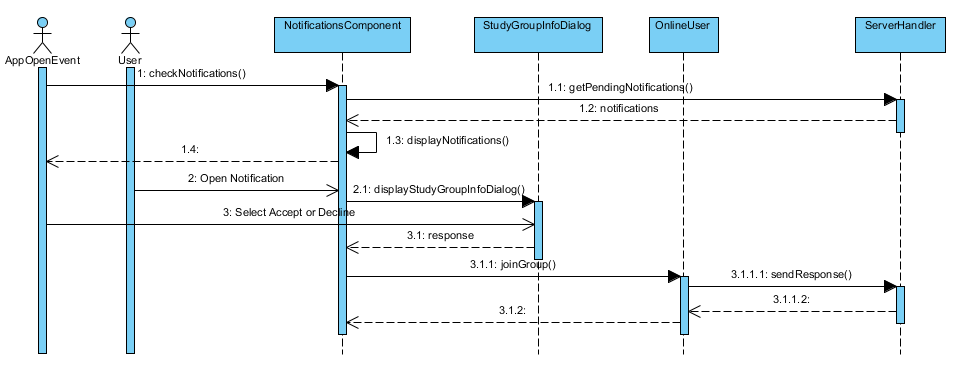 NotificationsComponent
StudyGroupInfoDialog
OnlineUser
ServerHandler
AppOpenEvent
User
1: checkNotifications()
1.1: getPendingNotifications()
1.2: notifications
1.3: displayNotifications()
1.4:
2: Open Notification
2.1: displayStudyGroupInfoDialog()
3: Select Accept or Decline
3.1: response
3.1.1: joinGroup()
3.1.1.1: sendResponse()
3.1.1.2:
3.1.2: